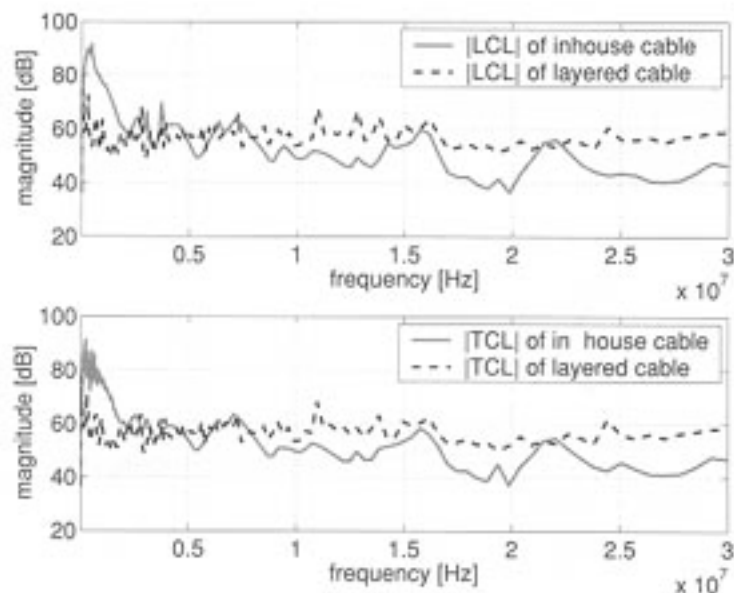 100
80
60
40
20
magnitude [dB]
|LCL| of inhouse cable
|LCL| of layered cable
0.5 1 1.5 2 2.5 3
frequency [Hz]
x 10^7
100
80
60
40
20
magnitude [dB]
|TCL| of in house cable
|TCL| of layered cable
0.5 1 1.5 2 2.5 3
frequency [Hz]
x 10^7